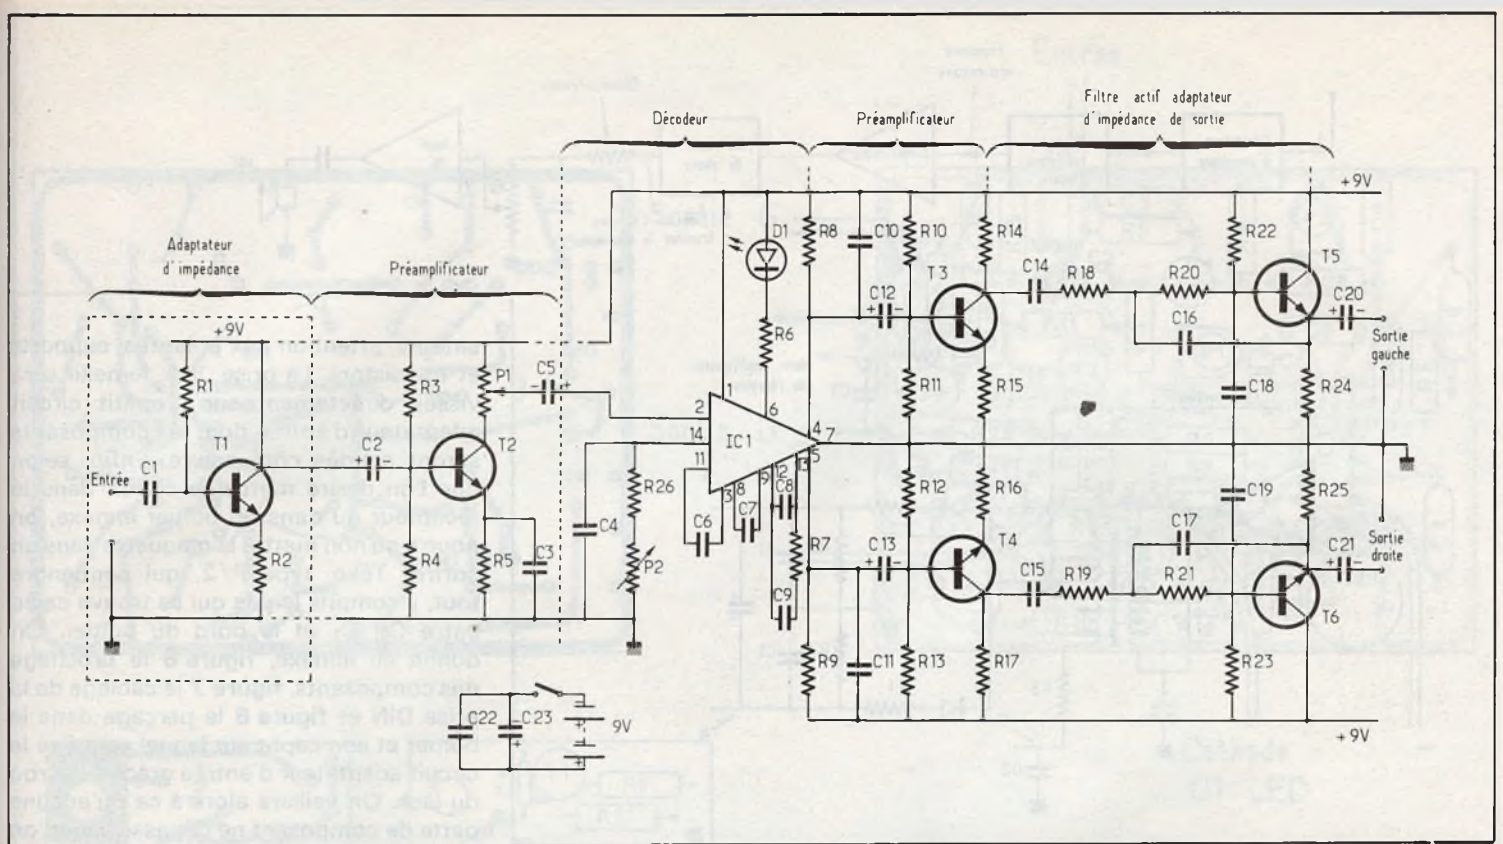 Filtre actif adaptateur
d'impédance de sortie
Décodeur
Préamplificateur
+9V
Adaptateur
d'impédance
Préamplificateur
+9V
D1
R8
C10
R10
R14
R22
T5
T3
C14
R18
R20
C20
C12
+
-
+
-
Sortie
gauche
C16
R6
R1
R3
P1
C5
-
+
C18
R24
R11
R15
T1
C2
+
-
T2
2
14
11
IC1
1
6
4
7
5
3
8
9
12
13
Entrée
C1
R26
C8
C7
C6
R12
R16
C19
R25
C4
R7
C17
Sortie
droite
R2
R4
R5
C3
P2
C13
+
-
T4
C15
R19
R21
C21
+
-
C9
T6
R9
C11
R13
R17
R23
C22
C23
+
+
+
9V
+9V